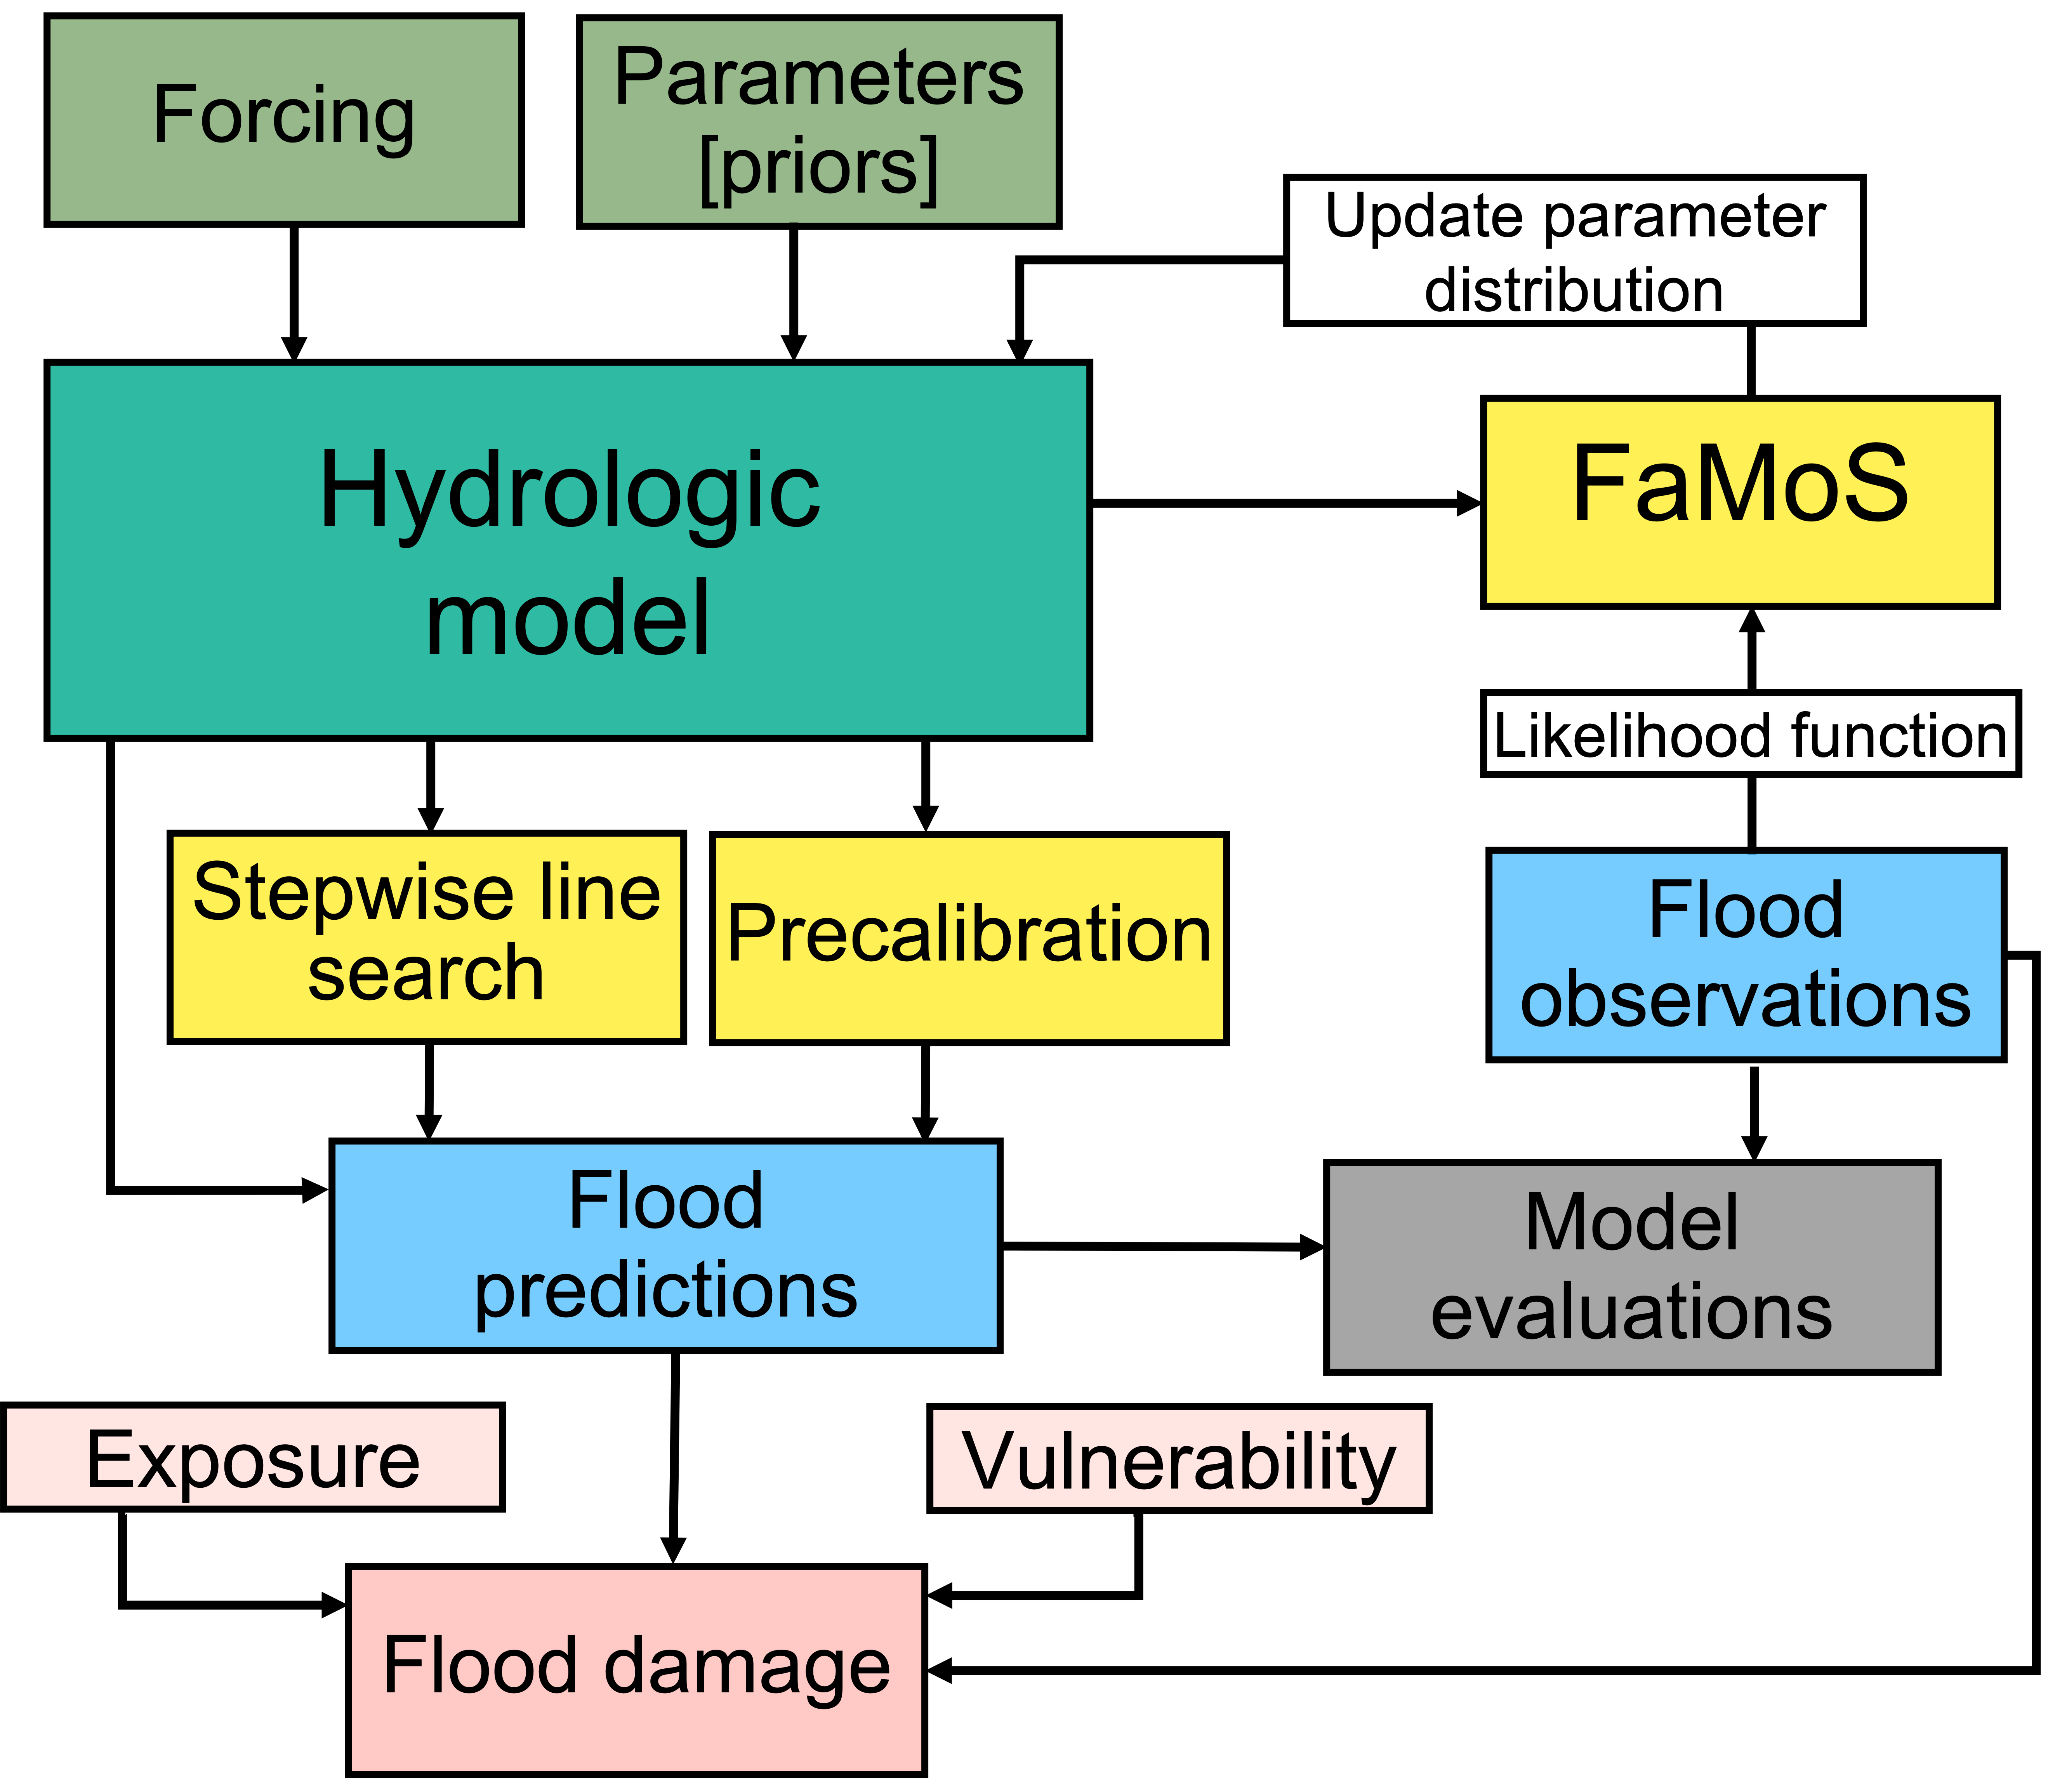 Forcing
Parameters
[priors]
Update parameter
distribution
Hydrologic
model
FaMoS
Likelihood function
Stepwise line
search
Precalibration
Flood
observations
Flood
predictions
Model
evaluations
Exposure
Vulnerability
Flood damage